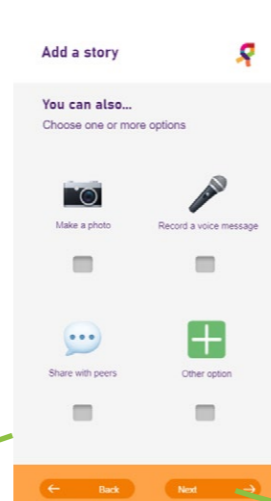 Add a story
You can also...
Choose one or more options
Make a photo
Record a voice message
Share with peers
Other option
← Back
Next →